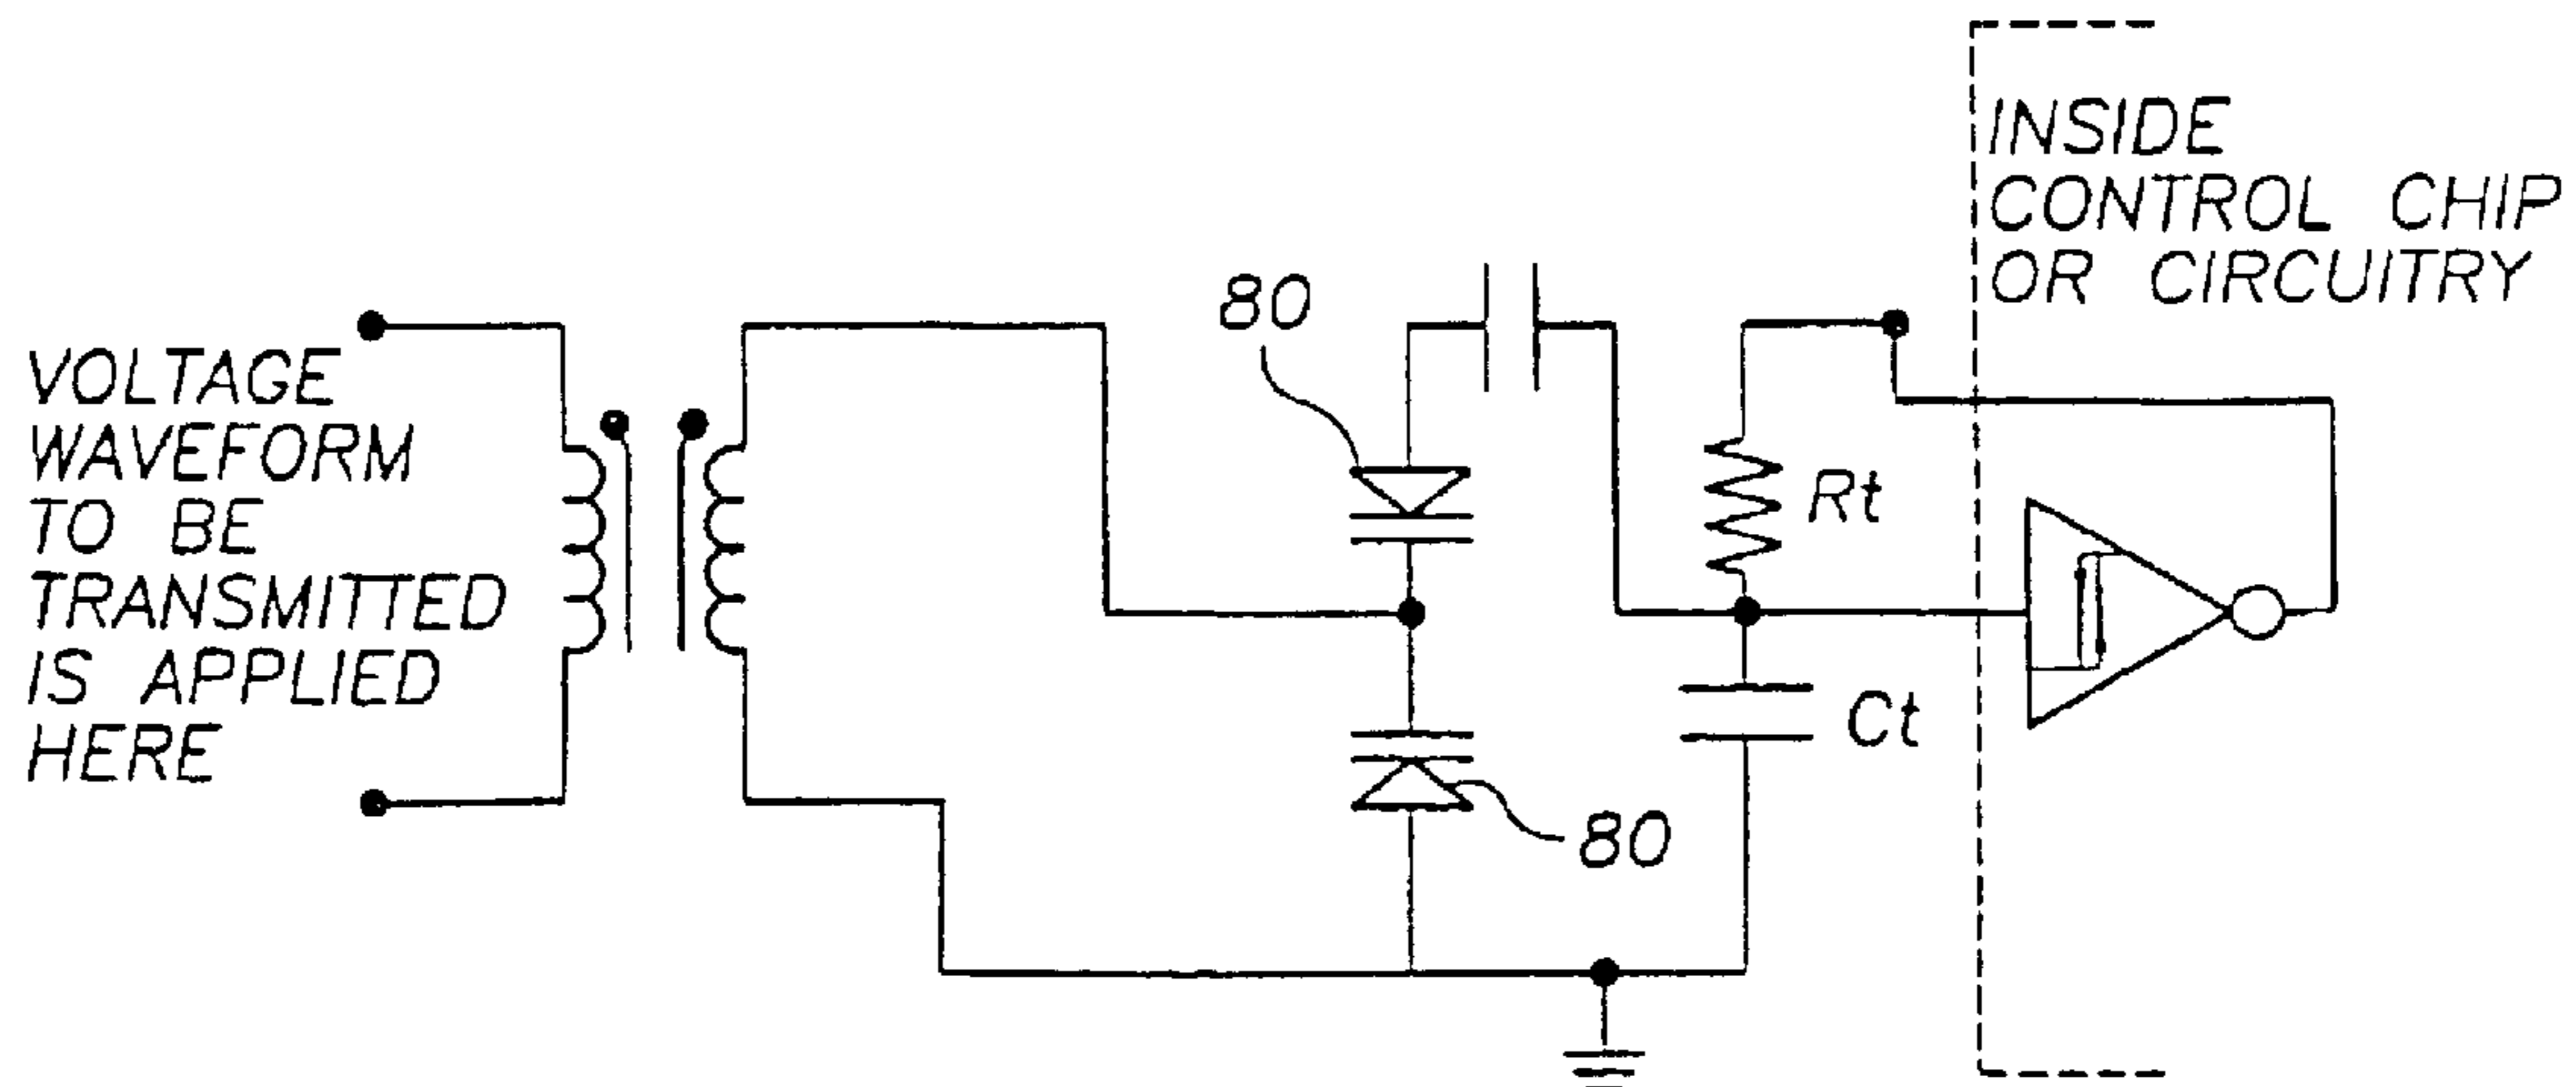 VOLTAGE
WAVEFORM
TO BE
TRANSMITTED
IS APPLIED
HERE
80
80
Rt
Ct
INSIDE
CONTROL CHIP
OR CIRCUITRY